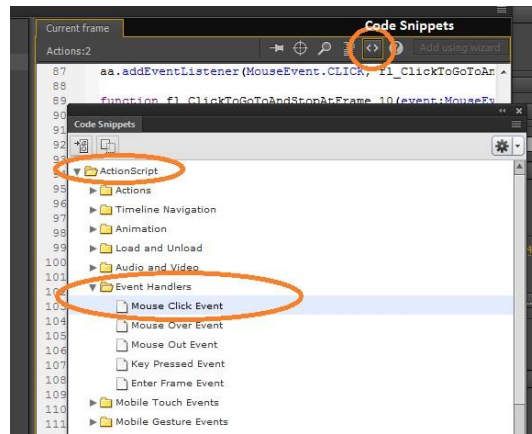 Current frame
Code Snippets
Actions:2
Add using wizard
87 aa.addEventListener(MouseEvent.CLICK, fl_ClickToGoToAn
88
89 function fl_ClickToGoToAndStopAtFrame_10(event:MouseEv
90
91 Code Snippets
92
93
ActionScript
95 Actions
96
97 Timeline Navigation
98 Animation
99 Load and Unload
100
101 Audio and Video
Event Handlers
103 Mouse Click Event
104 Mouse Over Event
105
106 Mouse Out Event
107 Key Pressed Event
108 Enter Frame Event
109
110 Mobile Touch Events
111 Mobile Gesture Events